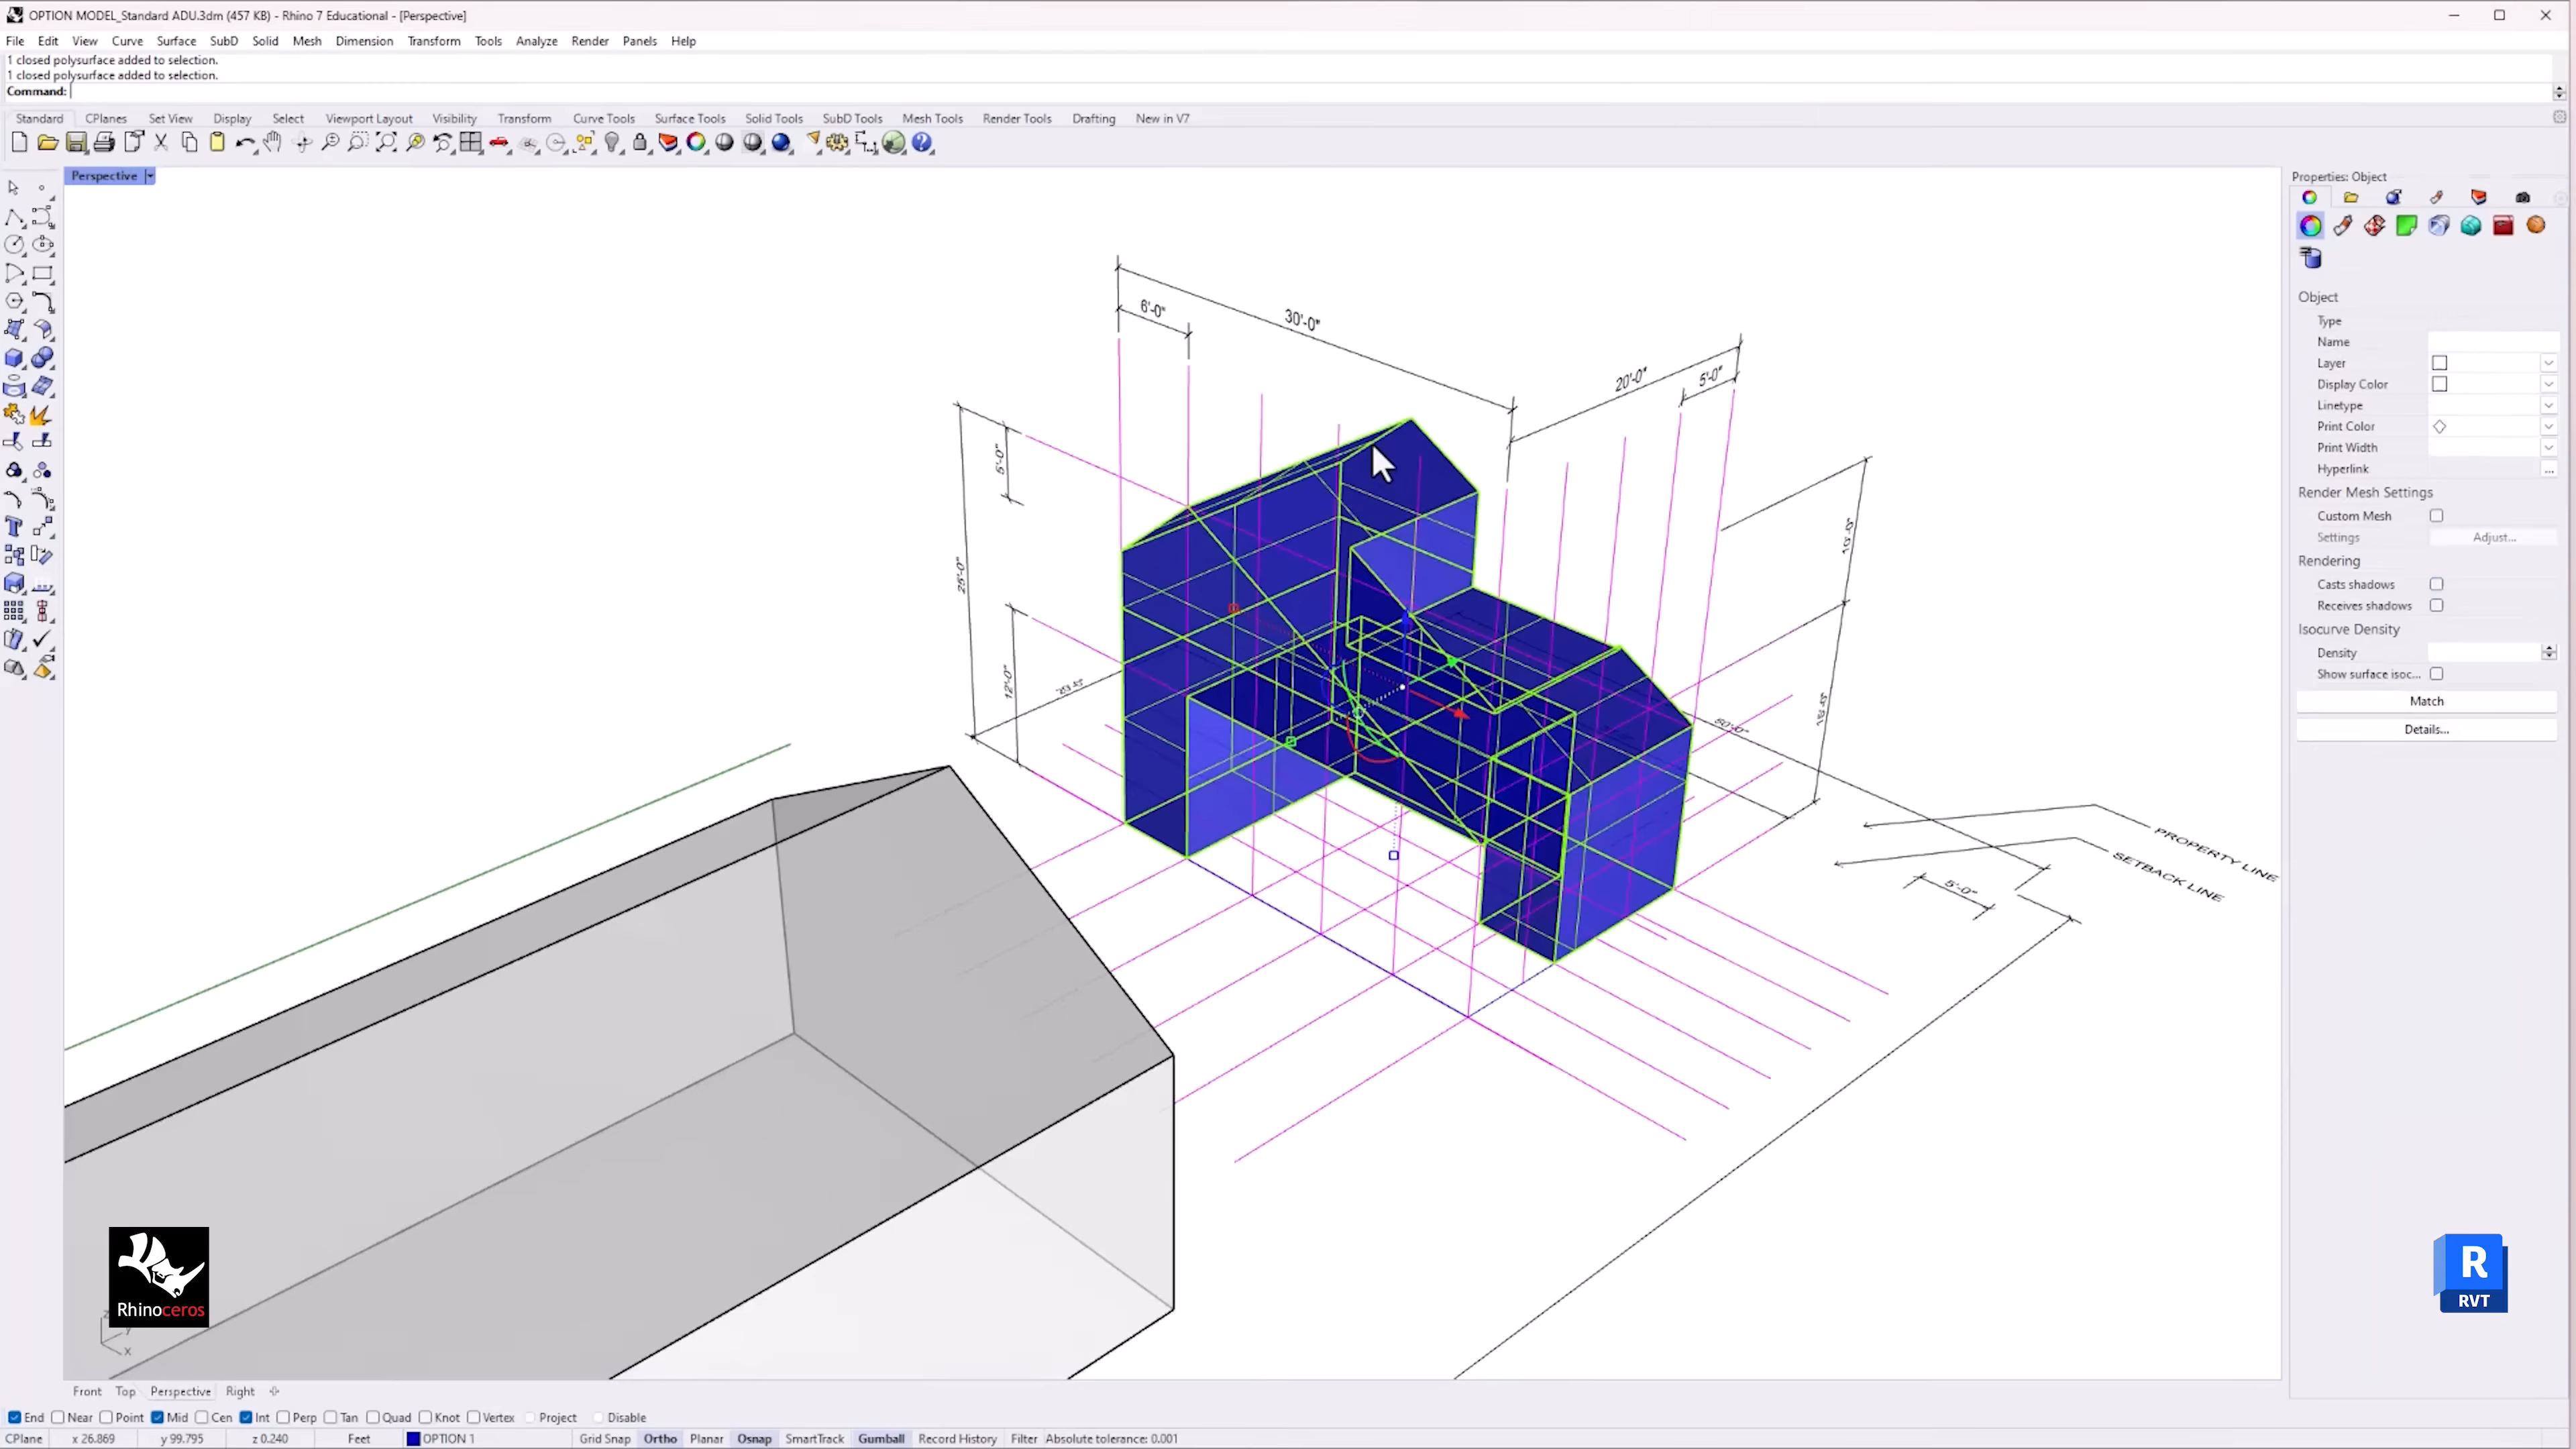 OPTION MODEL_Standard ADU.3dm (457 KB) - Rhino 7 Educational - [Perspective]
File Edit View Curve Surface SubD Solid Mesh Dimension Transform Tools Analyze Render Panels Help
1 closed polysurface added to selection.
1 closed polysurface added to selection.
Command:
Standard CPlanes Set View Display Select Viewport Layout Visibility Transform Curve Tools Surface Tools Solid Tools SubD Tools Mesh Tools Render Tools Drafting New in V7
Perspective
Properties: Object
Object
Type
Name
Layer
Display Color
Linetype
Print Color
Print Width
Hyperlink
...
Render Mesh Settings
Custom Mesh
Settings Adjust...
Rendering
Casts shadows
Receives shadows
Isocurve Density
Density
Show surface isoc...
Match
Details...
6'-0"
30'-0"
20'-0"
5'-0"
5'-0"
25'-0"
12'-0"
PROPERTY LINE
SETBACK LINE
5'-0"
Rhinoceros
y
x
R
RVT
Front Top Perspective Right
End Near Point Mid Cen Int Perp Tan Quad Knot Vertex Project Disable
CPlane x 26.869 y 99.795 z 0.240 Feet OPTION 1 Grid Snap Ortho Planar Osnap SmartTrack Gumball Record History Filter Absolute tolerance: 0.001